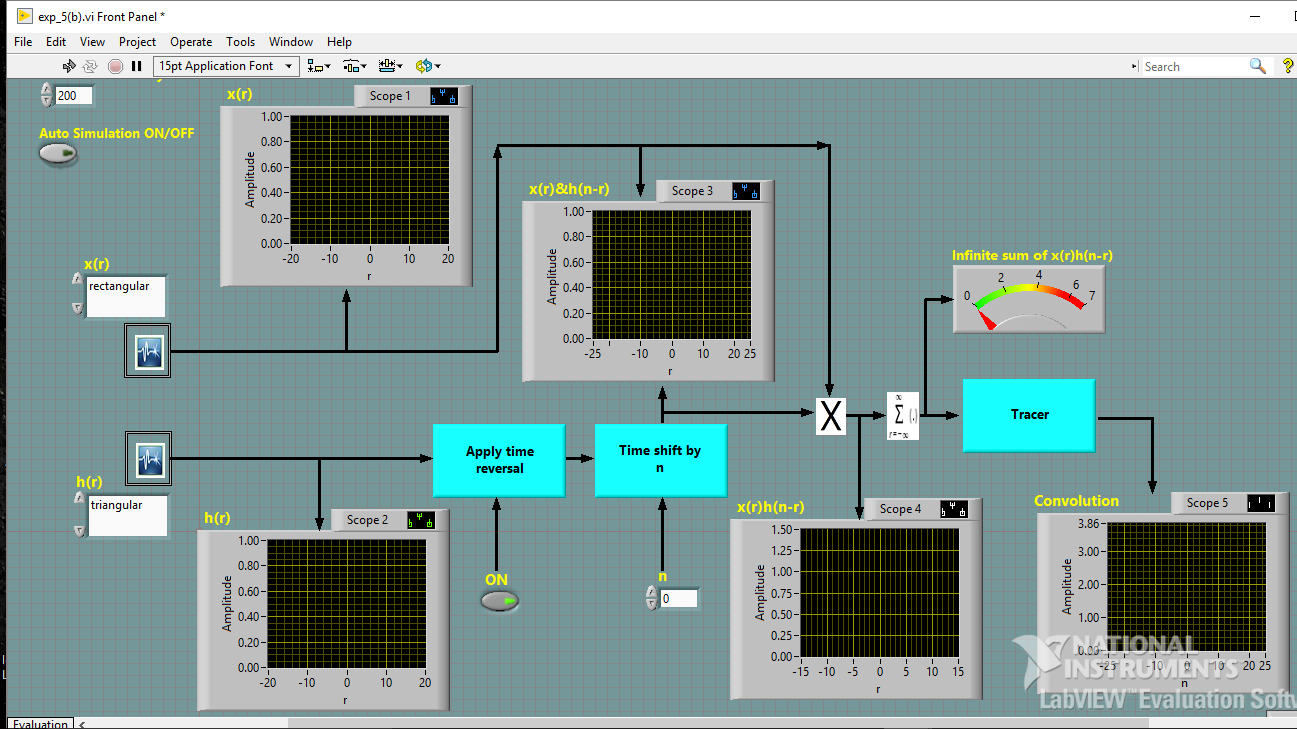 exp_5(b).vi Front Panel *
File Edit View Project Operate Tools Window Help
15pt Application Font
Search
200
Auto Simulation ON/OFF
x(r)
Scope 1
Amplitude
1.00
0.80
0.60
0.40
0.20
0.00
-20 -10 0 10 20
r
x(r)&h(n-r)
Scope 3
Amplitude
1.00
0.80
0.60
0.40
0.20
0.00
-25 -10 0 10 20 25
r
x(r)
rectangular
Infinite sum of x(r)h(n-r)
0 2 4 6 7
h(r)
triangular
Apply time
reversal
Time shift by
n
X
∞
Σ (.)
r=-∞
Tracer
h(r)
Scope 2
Amplitude
1.00
0.80
0.60
0.40
0.20
0.00
-20 -10 0 10 20
r
ON
n
0
x(r)h(n-r)
Scope 4
Amplitude
1.50
1.25
1.00
0.75
0.50
0.25
0.00
-15 -10 -5 0 5 10 15
r
Convolution
Scope 5
Amplitude
3.86
3.00
2.00
1.00
0.00
-25 -10 0 10 20 25
n
NATIONAL
INSTRUMENTS
LabVIEW™ Evaluation Softw
Evaluation